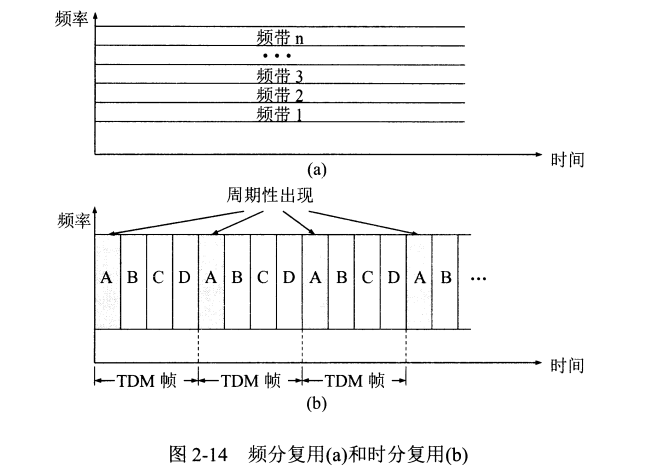 频率
频带 n
•••
频带 3
频带 2
频带 1
时间
(a)
周期性出现
频率
A B C D A B C D A B C D A B ···
时间
TDM 帧 TDM 帧 TDM 帧
(b)
图 2-14 频分复用(a)和时分复用(b)